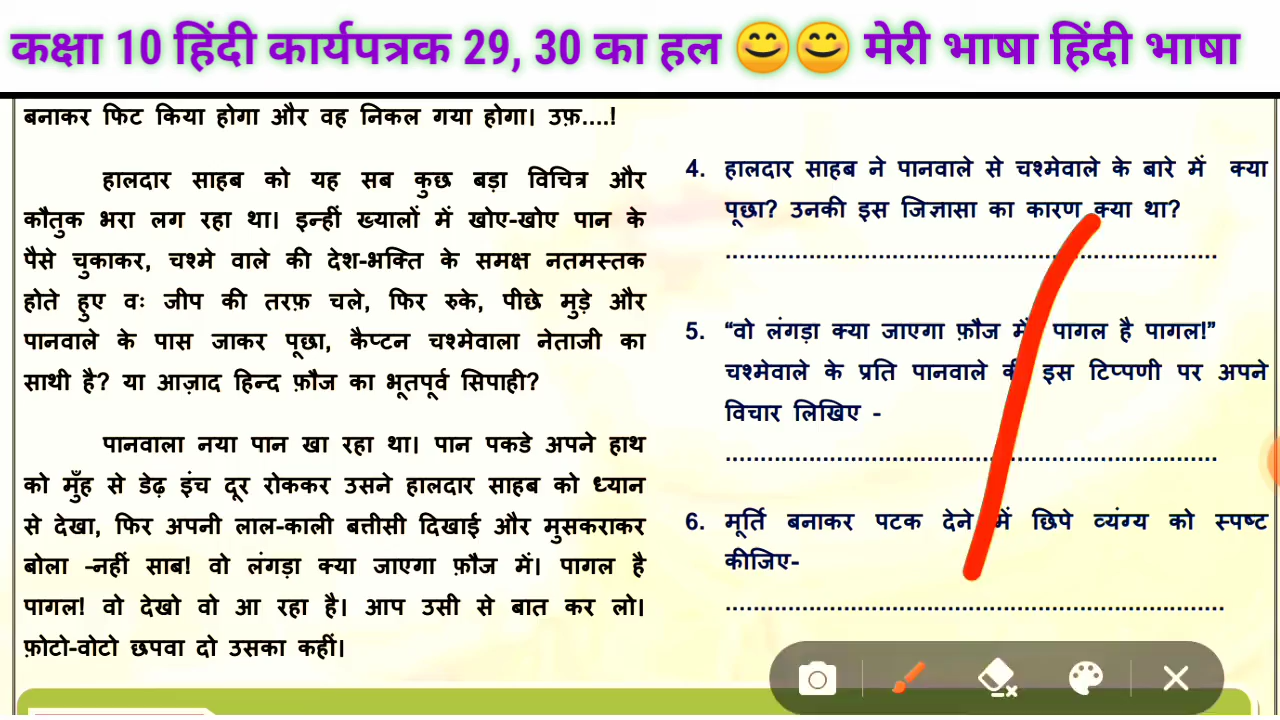 कक्षा 10 हिंदी कार्यपत्रक 29, 30 का हल 😊😊 मेरी भाषा हिंदी भाषा
बनाकर फिट किया होगा और वह निकल गया होगा। उफ़....!
हालदार साहब को यह सब कुछ बड़ा विचित्र और
कौतुक भरा लग रहा था। इन्हीं ख्यालों में खोए-खोए पान के
पैसे चुकाकर, चश्मे वाले की देश-भक्ति के समक्ष नतमस्तक
होते हुए वः जीप की तरफ़ चले, फिर रुके, पीछे मुड़े और
पानवाले के पास जाकर पूछा, कैप्टन चश्मेवाला नेताजी का
साथी है? या आज़ाद हिन्द फ़ौज का भूतपूर्व सिपाही?
पानवाला नया पान खा रहा था। पान पकडे अपने हाथ
को मुँह से डेढ़ इंच दूर रोककर उसने हालदार साहब को ध्यान
से देखा, फिर अपनी लाल-काली बत्तीसी दिखाई और मुसकराकर
बोला –नहीं साब! वो लंगड़ा क्या जाएगा फ़ौज में। पागल है
पागल! वो देखो वो आ रहा है। आप उसी से बात कर लो।
फ़ोटो-वोटो छपवा दो उसका कहीं।
4. हालदार साहब ने पानवाले से चश्मेवाले के बारे में क्या
पूछा? उनकी इस जिज्ञासा का कारण क्या था?
......................................................................
5. “वो लंगड़ा क्या जाएगा फ़ौज में पागल है पागल!”
चश्मेवाले के प्रति पानवाले की इस टिप्पणी पर अपने
विचार लिखिए -
......................................................................
6. मूर्ति बनाकर पटक देने में छिपे व्यंग्य को स्पष्ट
कीजिए-
.......................................................................